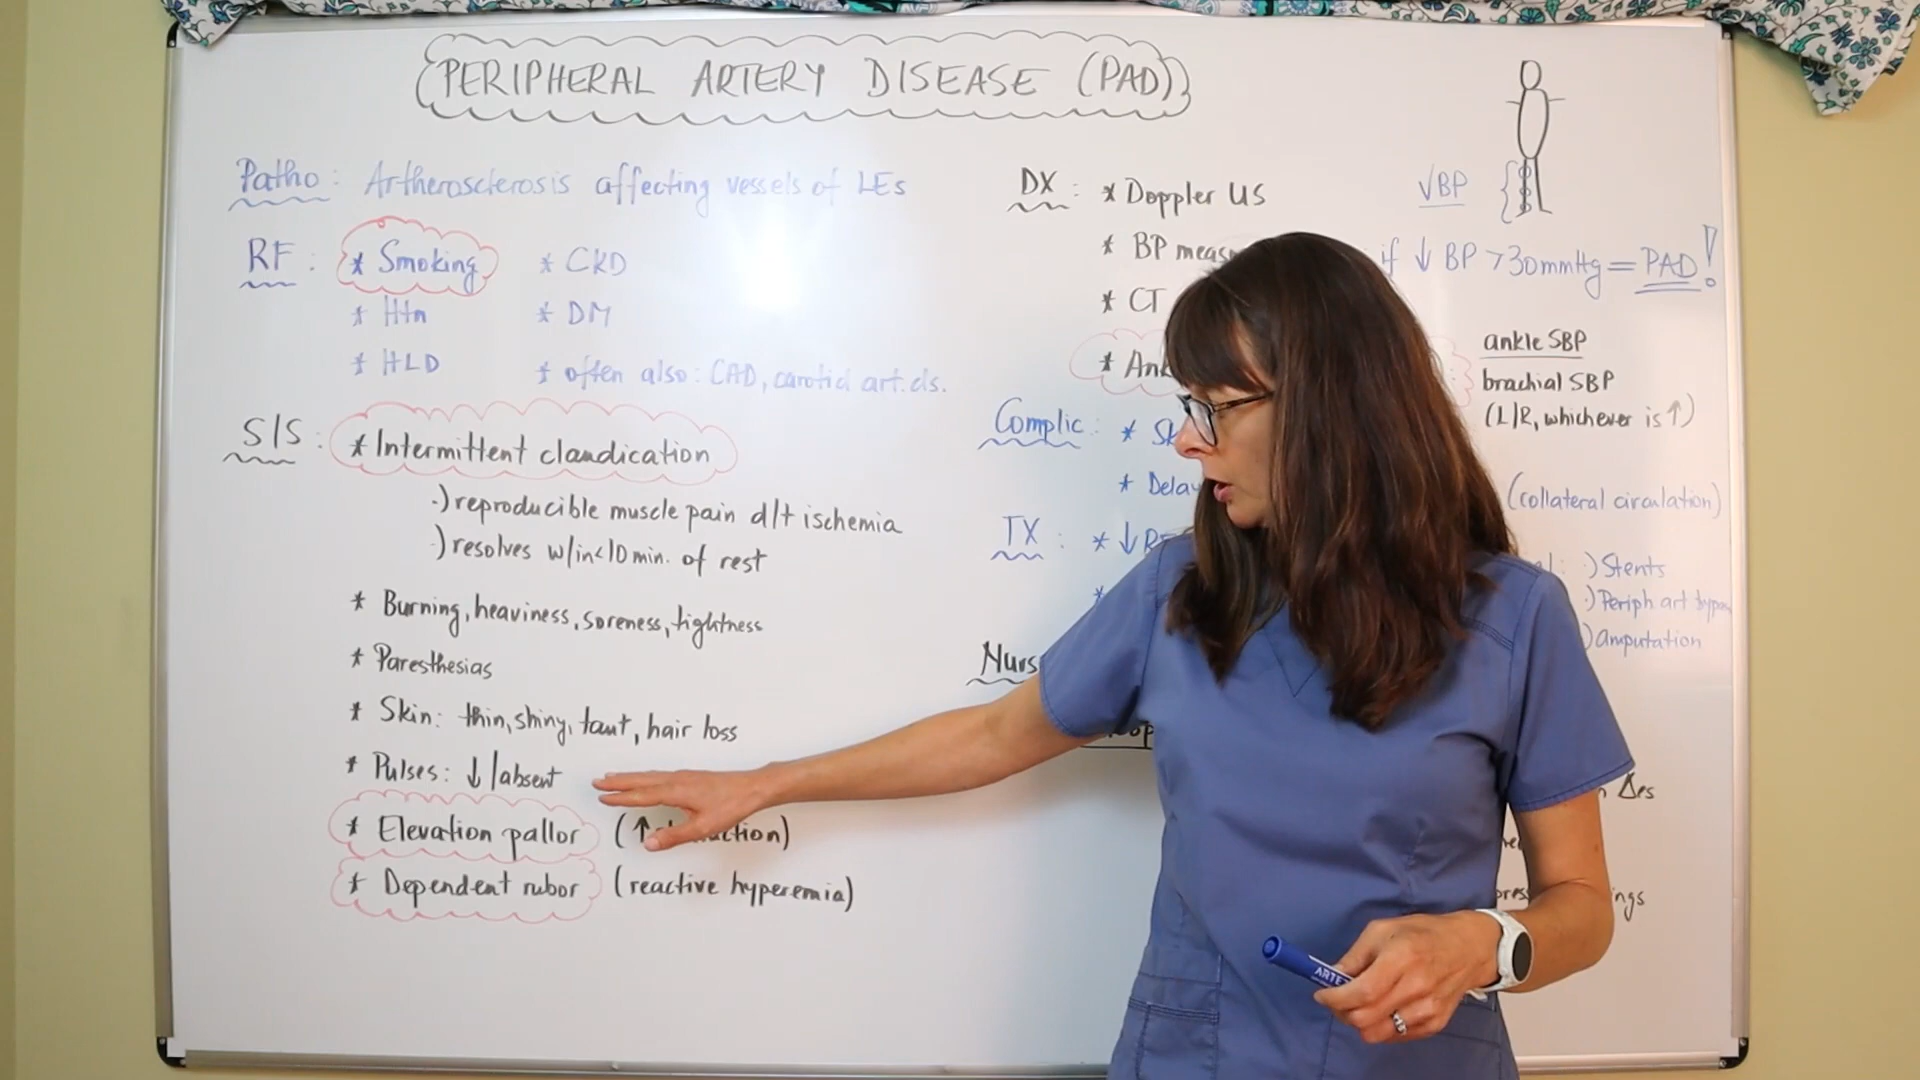 PERIPHERAL ARTERY DISEASE (PAD)
Patho: Artherosclerosis affecting vessels of LEs
RF: * Smoking * CKD
* Htn * DM
* HLD * often also: CAD, carotid art. ds.
S/S: * Intermittent claudication
·) reproducible muscle pain d/t ischemia
·) resolves w/in <10 min. of rest
* Burning, heaviness, soreness, tightness
* Paresthesias
* Skin: thin, shiny, taut, hair loss
* Pulses: ↓/absent
* Elevation pallor (↑
* Dependent rubor (reactive hyperemia)
DX: * Doppler US
* BP
if ↓ BP >30mmHg = PAD!
√BP
* CT
*
ankle SBP
brachial SBP
(L/R, whichever is ↑)
Complic: *
*
(collateral circulation)
TX: * ↓
*
·) Stents
·) Periph art
) amputation
Δes
ARTE